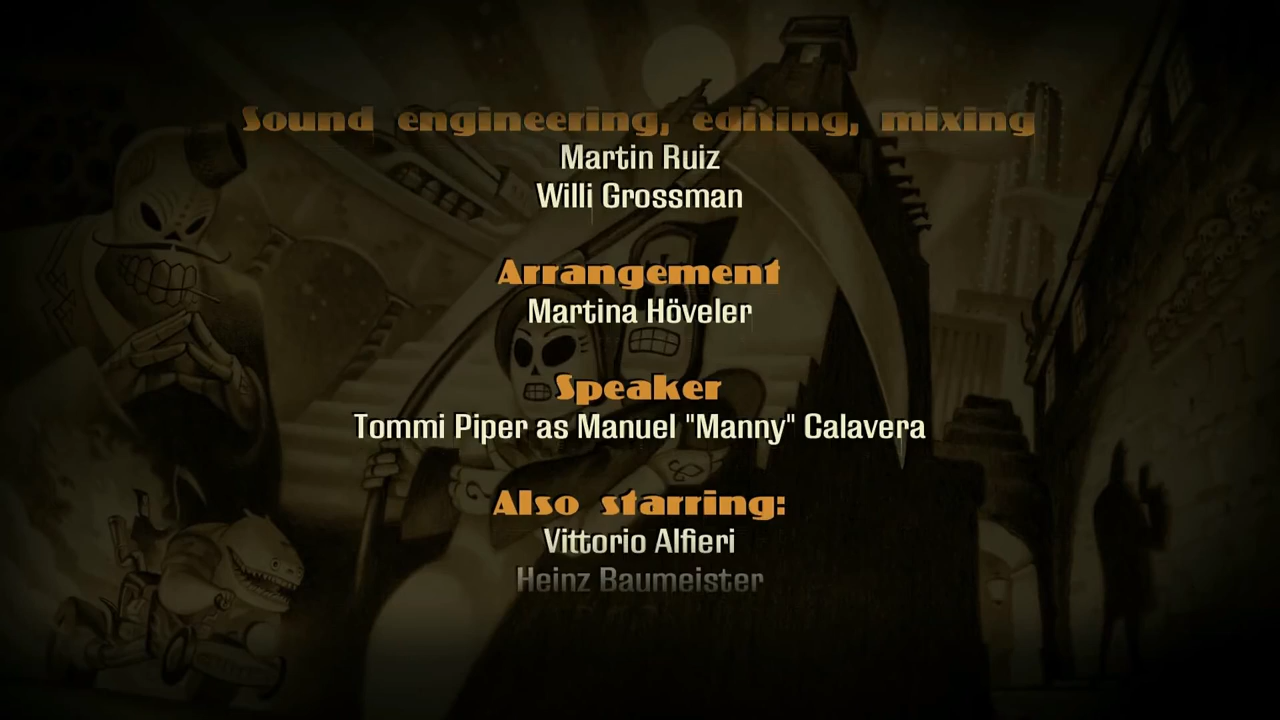 Sound engineering, editing, mixing
Martin Ruiz
Willi Grossman
Arrangement
Martina Höveler
Speaker
Tommi Piper as Manuel "Manny" Calavera
Also starring:
Vittorio Alfieri
Heinz Baumeister